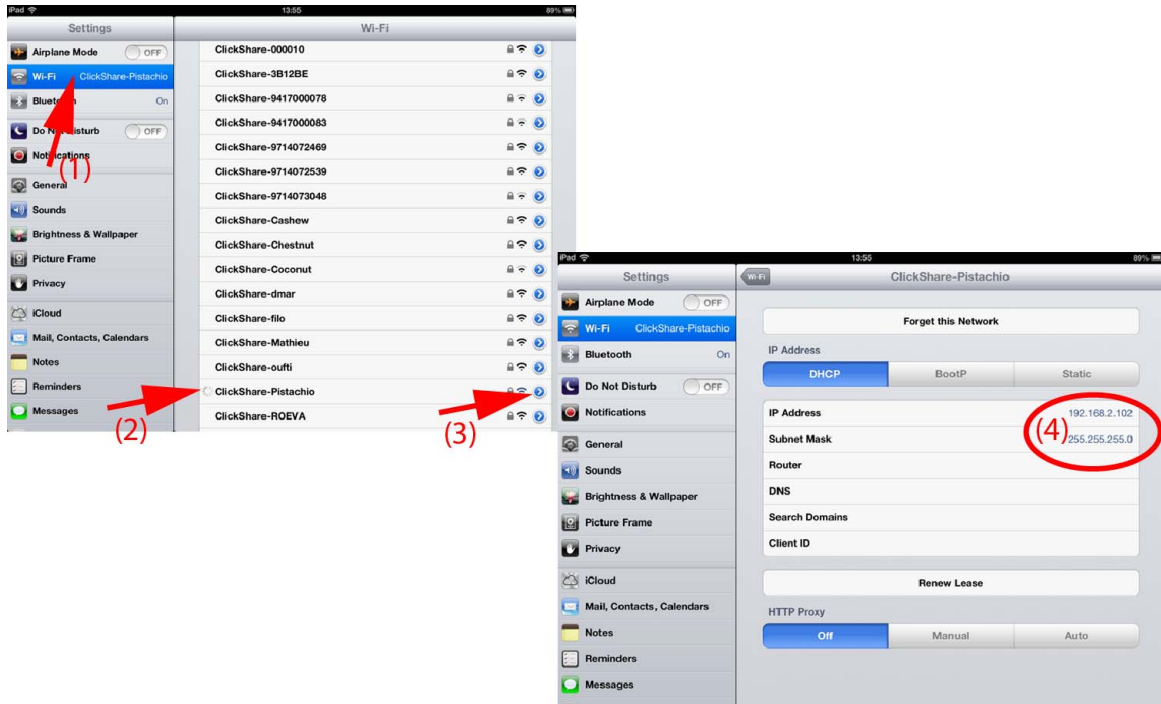 iPad 13:55 89%
Settings Wi-Fi
Airplane Mode OFF
Wi-Fi ClickShare-Pistachio
Bluetooth On
Do Not Disturb OFF
Notifications
(1)
General
Sounds
Brightness & Wallpaper
Picture Frame
Privacy
iCloud
Mail, Contacts, Calendars
Notes
Reminders
Messages
ClickShare-000010
ClickShare-3B12BE
ClickShare-9417000078
ClickShare-9417000083
ClickShare-9714072469
ClickShare-9714072539
ClickShare-9714073048
ClickShare-Cashew
ClickShare-Chestnut
ClickShare-Coconut
ClickShare-dmar
ClickShare-filo
ClickShare-Mathieu
ClickShare-oufti
ClickShare-Pistachio
ClickShare-ROEVA
(2)
(3)
iPad 13:55 89%
Settings Wi-Fi ClickShare-Pistachio
Airplane Mode OFF
Wi-Fi ClickShare-Pistachio
Bluetooth On
Do Not Disturb OFF
Notifications
General
Sounds
Brightness & Wallpaper
Picture Frame
Privacy
iCloud
Mail, Contacts, Calendars
Notes
Reminders
Messages
Forget this Network
IP Address
DHCP BootP Static
IP Address 192.168.2.102
Subnet Mask 255.255.255.0
(4)
Router
DNS
Search Domains
Client ID
Renew Lease
HTTP Proxy
Off Manual Auto